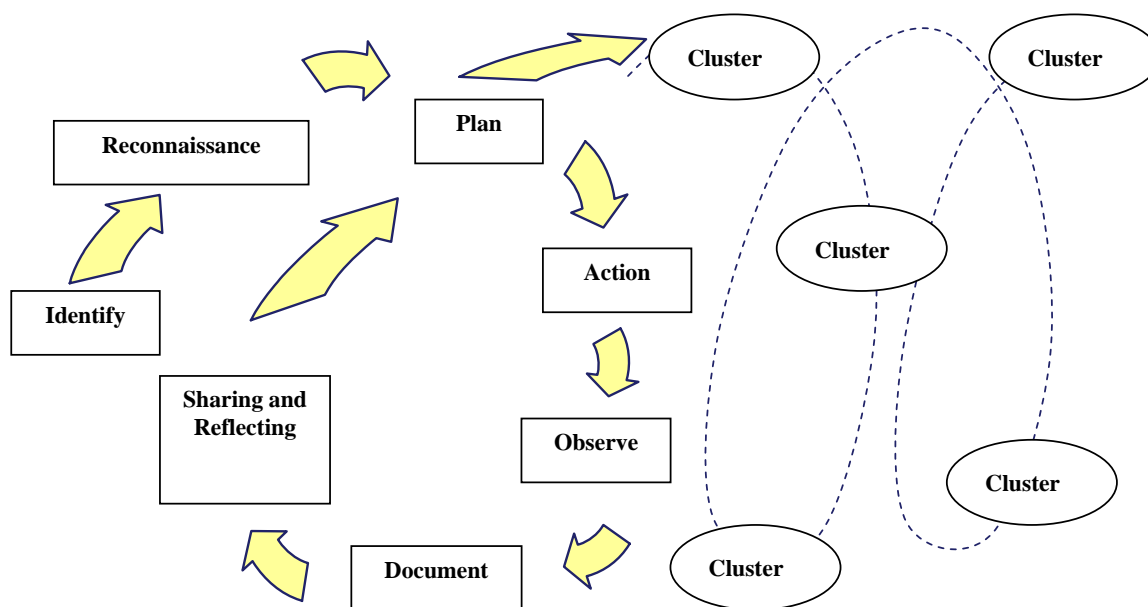 Cluster
Cluster
Plan
Reconnaissance
Cluster
Action
Identify
Sharing and
Reflecting
Observe
Cluster
Cluster
Document